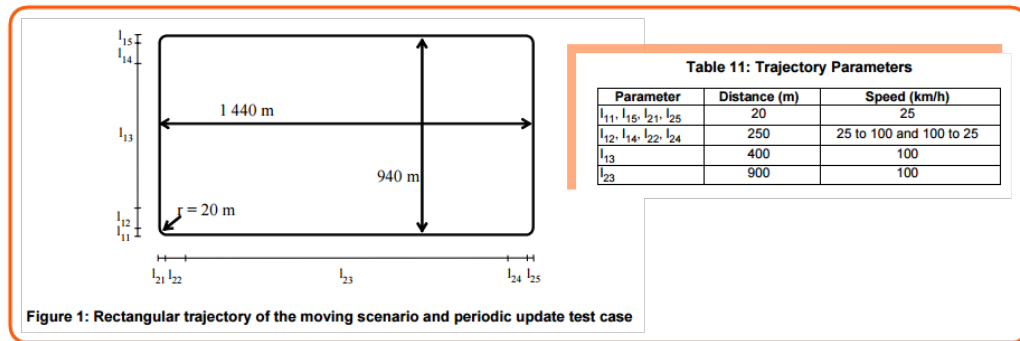 l15
l14
1 440 m
l13
940 m
r = 20 m
l12
l11
l21 l22 l23 l24 l25
Figure 1: Rectangular trajectory of the moving scenario and periodic update test case
Table 11: Trajectory Parameters
Parameter Distance (m) Speed (km/h)
l11, l15, l21, l25 20 25
l12, l14, l22, l24 250 25 to 100 and 100 to 25
l13 400 100
l23 900 100